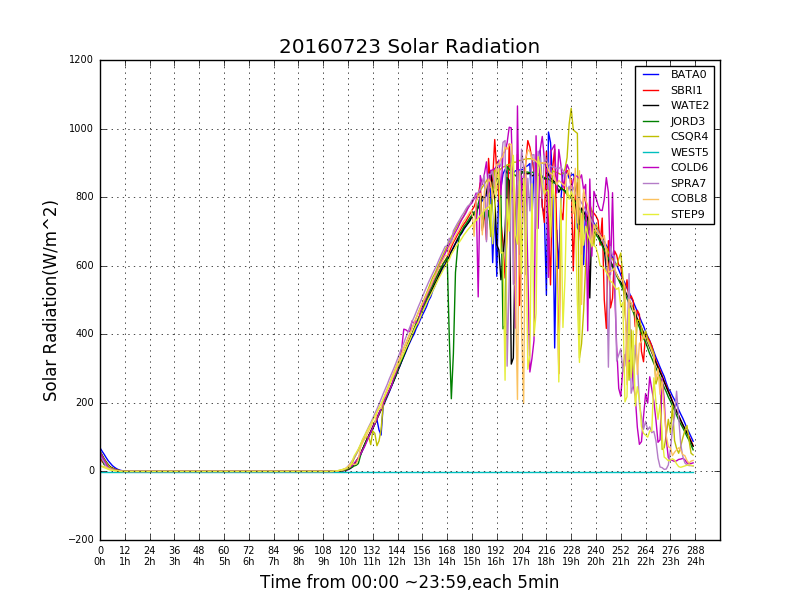 20160723 Solar Radiation
1200
1000
800
600
400
200
0
−200
Solar Radiation(W/m^2)
BATA0
SBRI1
WATE2
JORD3
CSQR4
WEST5
COLD6
SPRA7
COBL8
STEP9
0 12 24 36 48 60 72 84 96 108 120 132 144 156 168 180 192 204 216 228 240 252 264 276 288
0h 1h 2h 3h 4h 5h 6h 7h 8h 9h 10h 11h 12h 13h 14h 15h 16h 17h 18h 19h 20h 21h 22h 23h 24h
Time from 00:00 ~23:59,each 5min